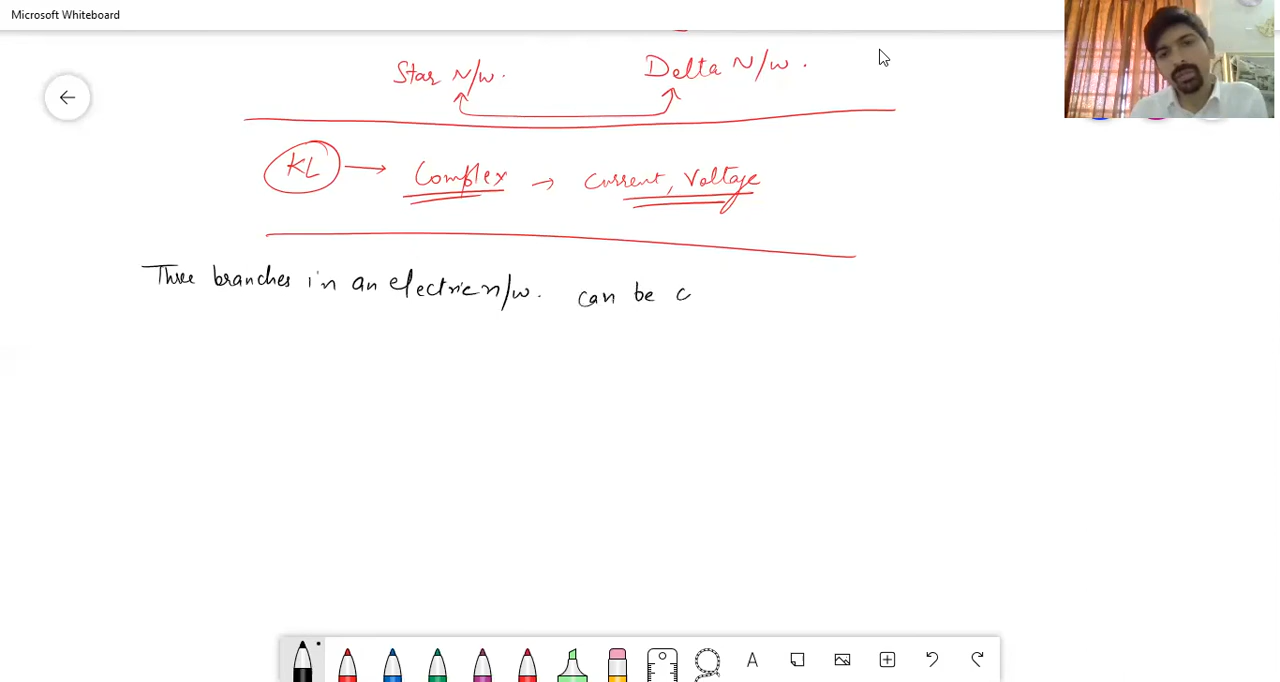 Microsoft Whiteboard
Star N/w. Delta N/w.
KL → Complex → Current, Voltage
Three branches in an electric n/w. can be c
A